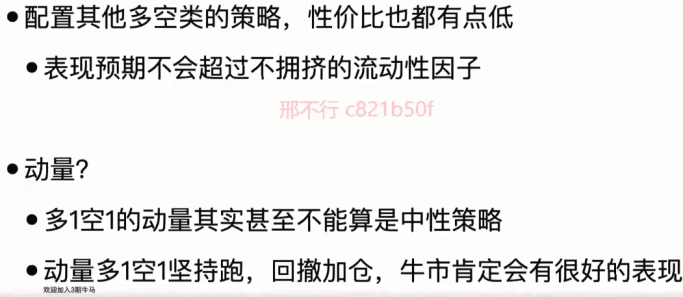 • 配置其他多空类的策略，性价比也都有点低
• 表现预期不会超过不拥挤的流动性因子
邢不行 c821b50f
• 动量？
• 多1空1的动量其实甚至不能算是中性策略
• 动量多1空1坚持跑，回撤加仓，牛市肯定会有很好的表现
欢迎加入3期牛马